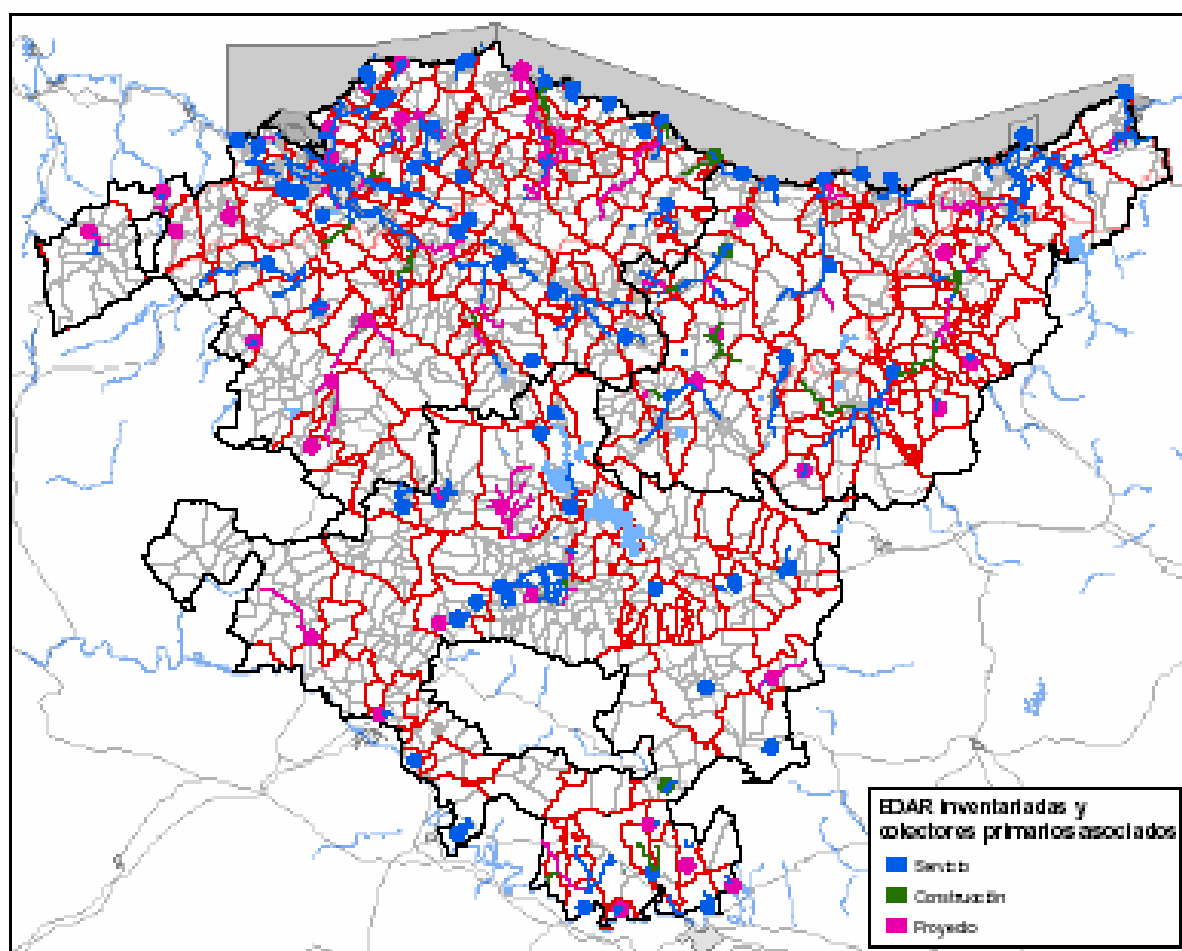 EDAR Inventariadas y
colectores primarios asociados
Servicio
Construcción
Proyecto